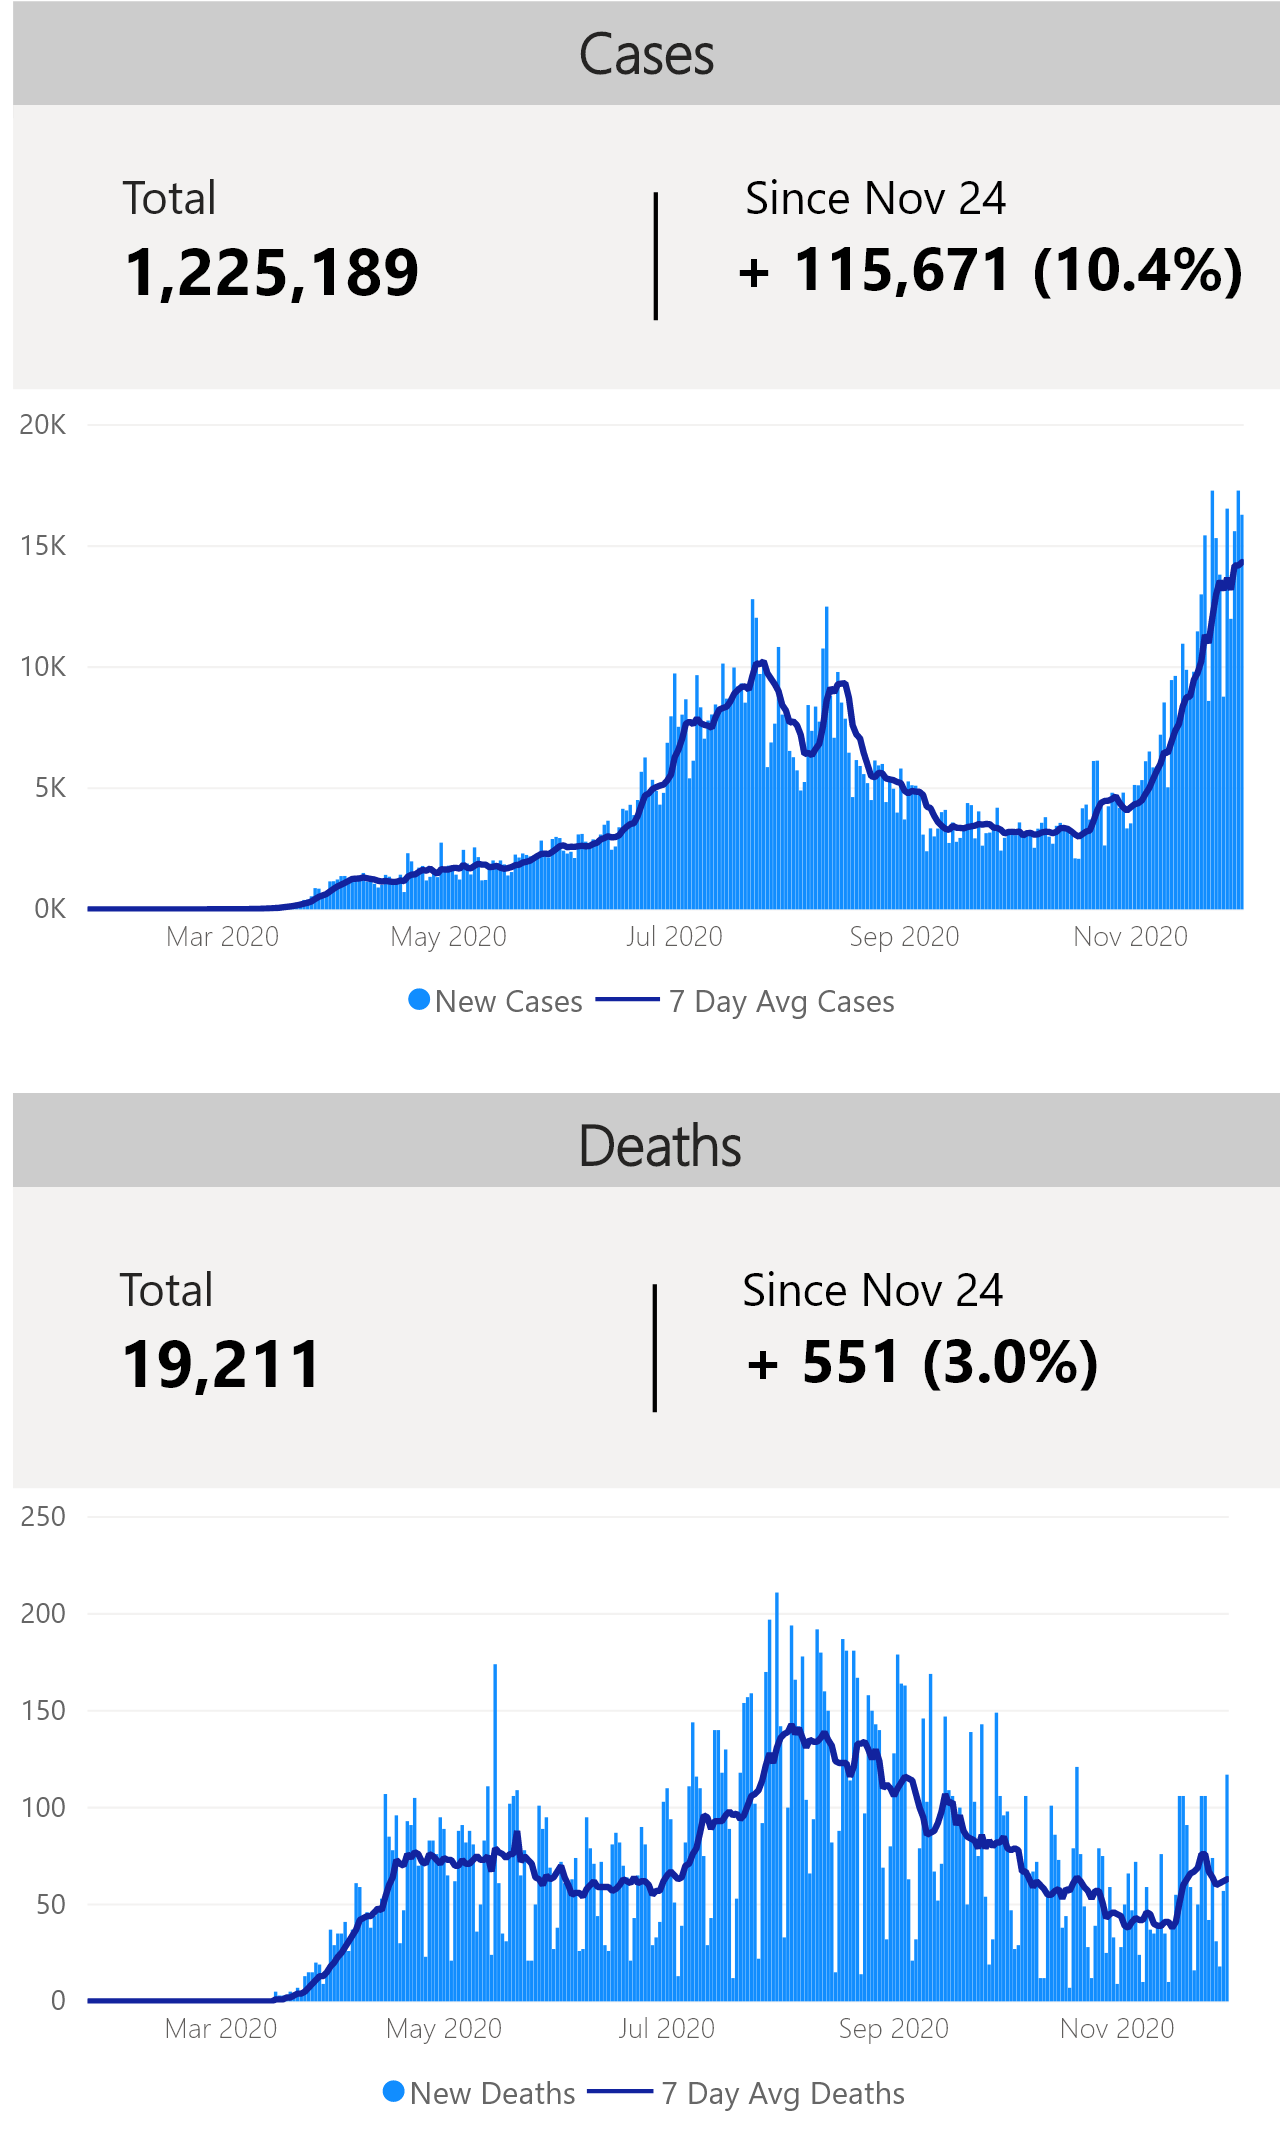 Cases
Total
Since Nov 24
1,225,189
+ 115,671 (10.4%)
20K
15K
10K
5K
0K
Mar 2020 May 2020 Jul 2020 Sep 2020 Nov 2020
New Cases 7 Day Avg Cases
Deaths
Total
Since Nov 24
19,211
+ 551 (3.0%)
250
200
150
100
50
0
Mar 2020 May 2020 Jul 2020 Sep 2020 Nov 2020
New Deaths 7 Day Avg Deaths